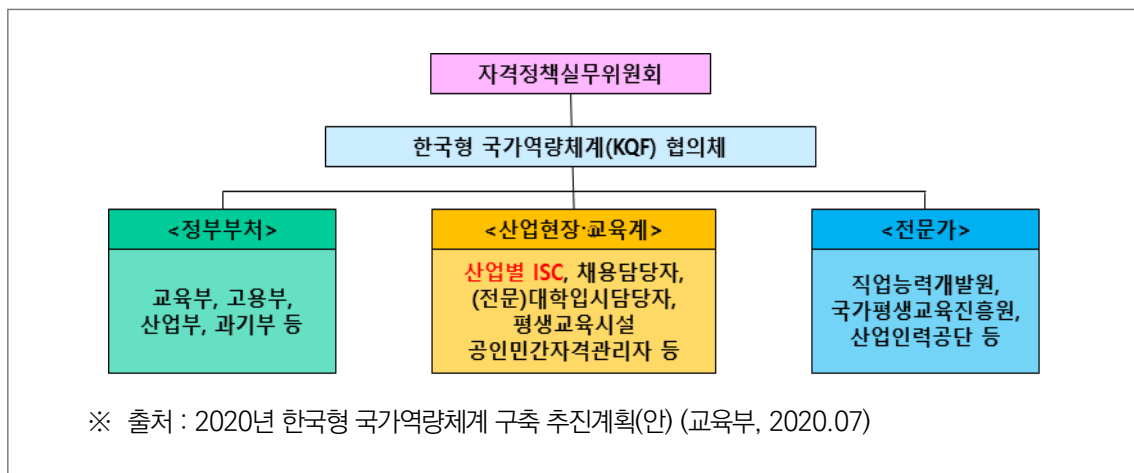 자격정책실무위원회
한국형 국가역량체계(KQF) 협의체
<정부부처>
교육부, 고용부,
산업부, 과기부 등
<산업현장·교육계>
산업별 ISC, 채용담당자,
(전문)대학입시담당자,
평생교육시설
공인민간자격관리자 등
<전문가>
직업능력개발원,
국가평생교육진흥원,
산업인력공단 등
※ 출처 : 2020년 한국형 국가역량체계 구축 추진계획(안) (교육부, 2020.07)